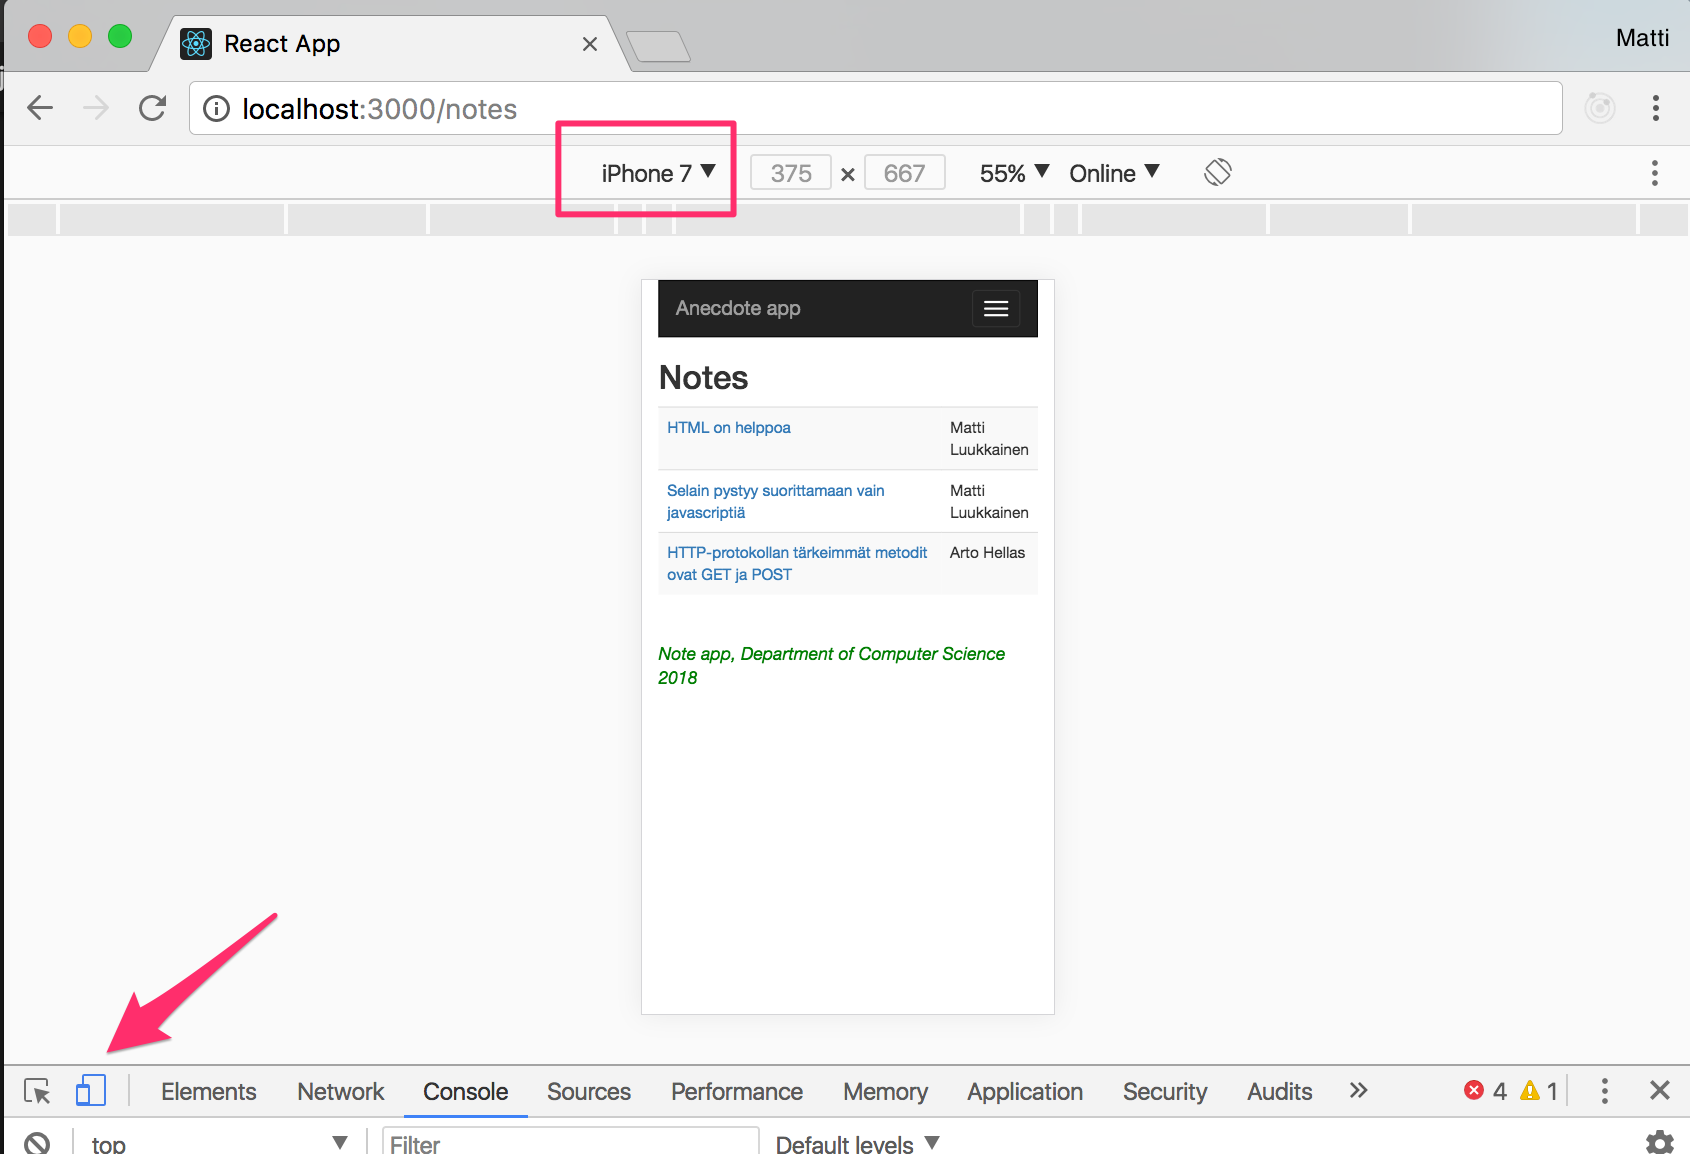 React App
Matti
localhost:3000/notes
iPhone 7 ▼ 375 × 667 55% ▼ Online ▼
Anecdote app
Notes
HTML on helppoa
Matti
Luukkainen
Selain pystyy suorittamaan vain
javascriptiä
Matti
Luukkainen
HTTP-protokollan tärkeimmät metodit
ovat GET ja POST
Arto Hellas
Note app, Department of Computer Science
2018
Elements Network Console Sources Performance Memory Application Security Audits » 4 1
top ▼ Filter Default levels ▼